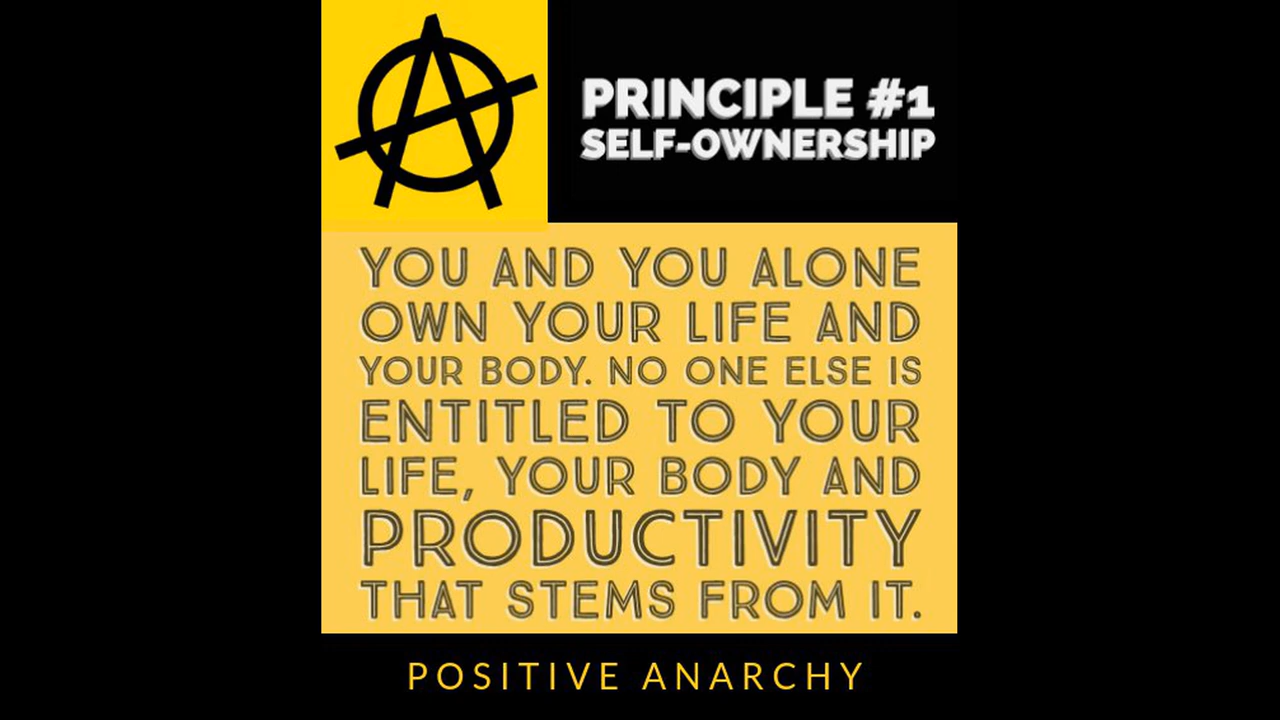 PRINCIPLE #1
SELF-OWNERSHIP
YOU AND YOU ALONE
OWN YOUR LIFE AND
YOUR BODY. NO ONE ELSE IS
ENTITLED TO YOUR
LIFE, YOUR BODY AND
PRODUCTIVITY
THAT STEMS FROM IT.
POSITIVE ANARCHY